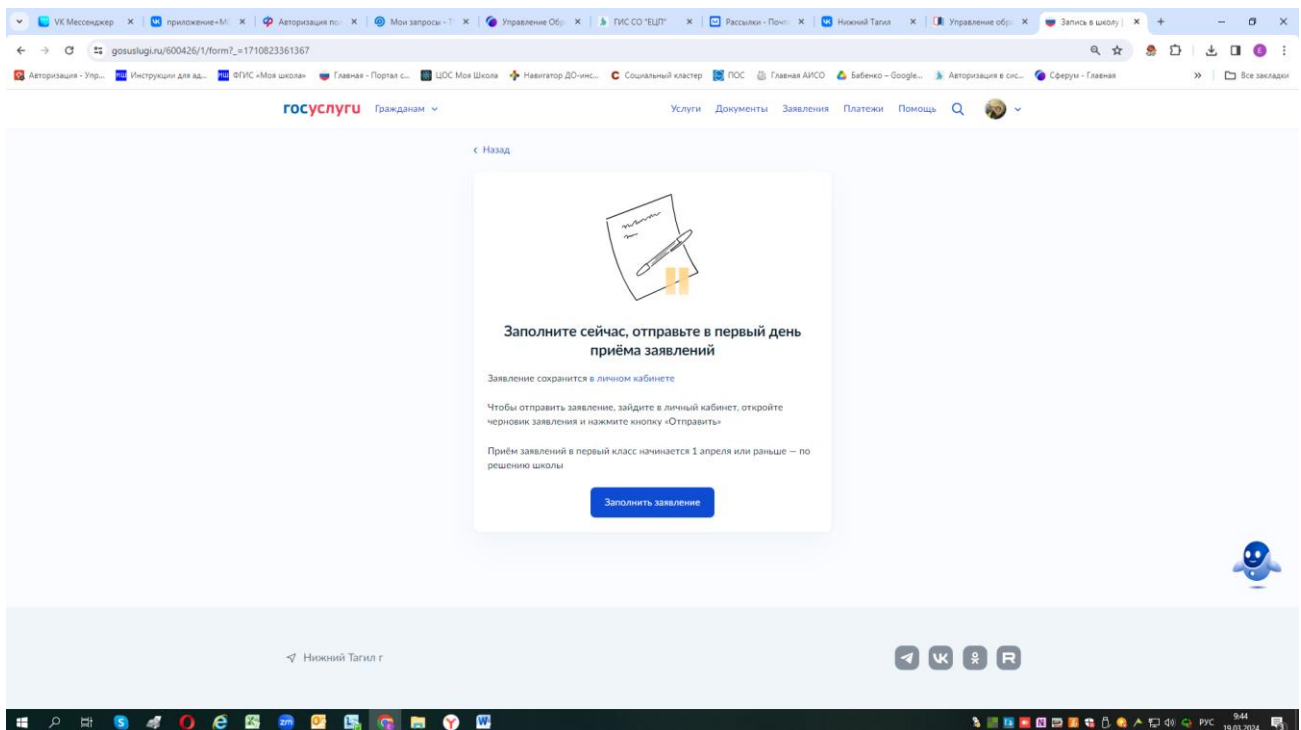 VK Мессенджер
приложение+М
Авторизация по
Мои запросы - Т
Управление Обр
ГИС СО "ЕЦП"
Рассылки - Почт
Нижний Тагил
Управление обр
Запись в школу |
gosuslugi.ru/600426/1/form?_=1710823361367
Авторизация - Упр...
Инструкции для ад...
ФГИС «Моя школа»
Главная - Портал с...
ЦОС Моя Школа
Навигатор ДО-инс...
Социальный кластер
ПОС
Главная АИСО
Бабенко – Google...
Авторизация в сис...
Сферум - Главная
Все закладки
госуслуги Гражданам
Услуги Документы Заявления Платежи Помощь
Назад
Заполните сейчас, отправьте в первый день
приёма заявлений
Заявление сохранится в личном кабинете
Чтобы отправить заявление, зайдите в личный кабинет, откройте
черновик заявления и нажмите кнопку «Отправить»
Приём заявлений в первый класс начинается 1 апреля или раньше — по
решению школы
Заполнить заявление
Нижний Тагил г
РУС
9:44
19.03.2024